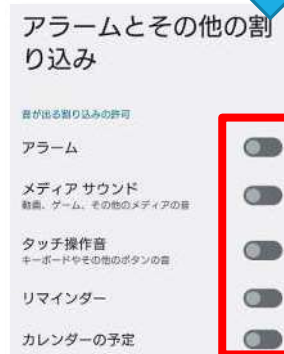 アラームとその他の割
り込み
音が出る割り込みの許可
アラーム
メディア サウンド
動画、ゲーム、その他のメディアの音
タッチ操作音
キーボードやその他のボタンの音
リマインダー
カレンダーの予定